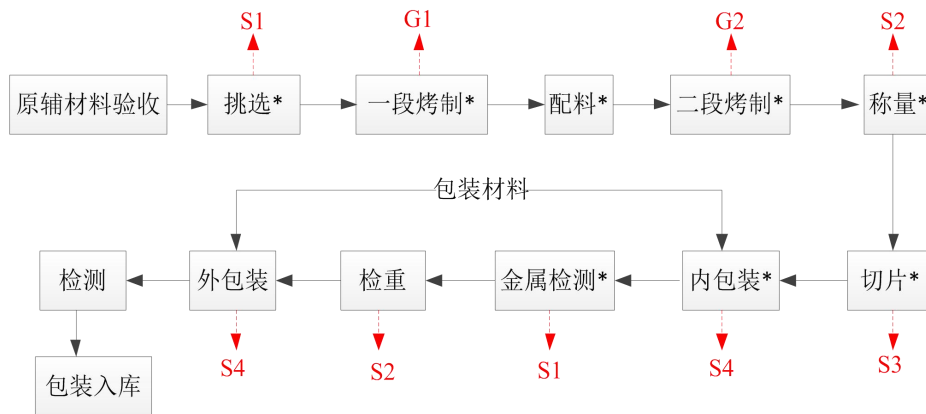 S1 G1 G2 S2
原辅材料验收 挑选* 一段烤制* 配料* 二段烤制* 称量*
包装材料
检测 外包装 检重 金属检测* 内包装* 切片*
S4 S2 S1 S4 S3
包装入库